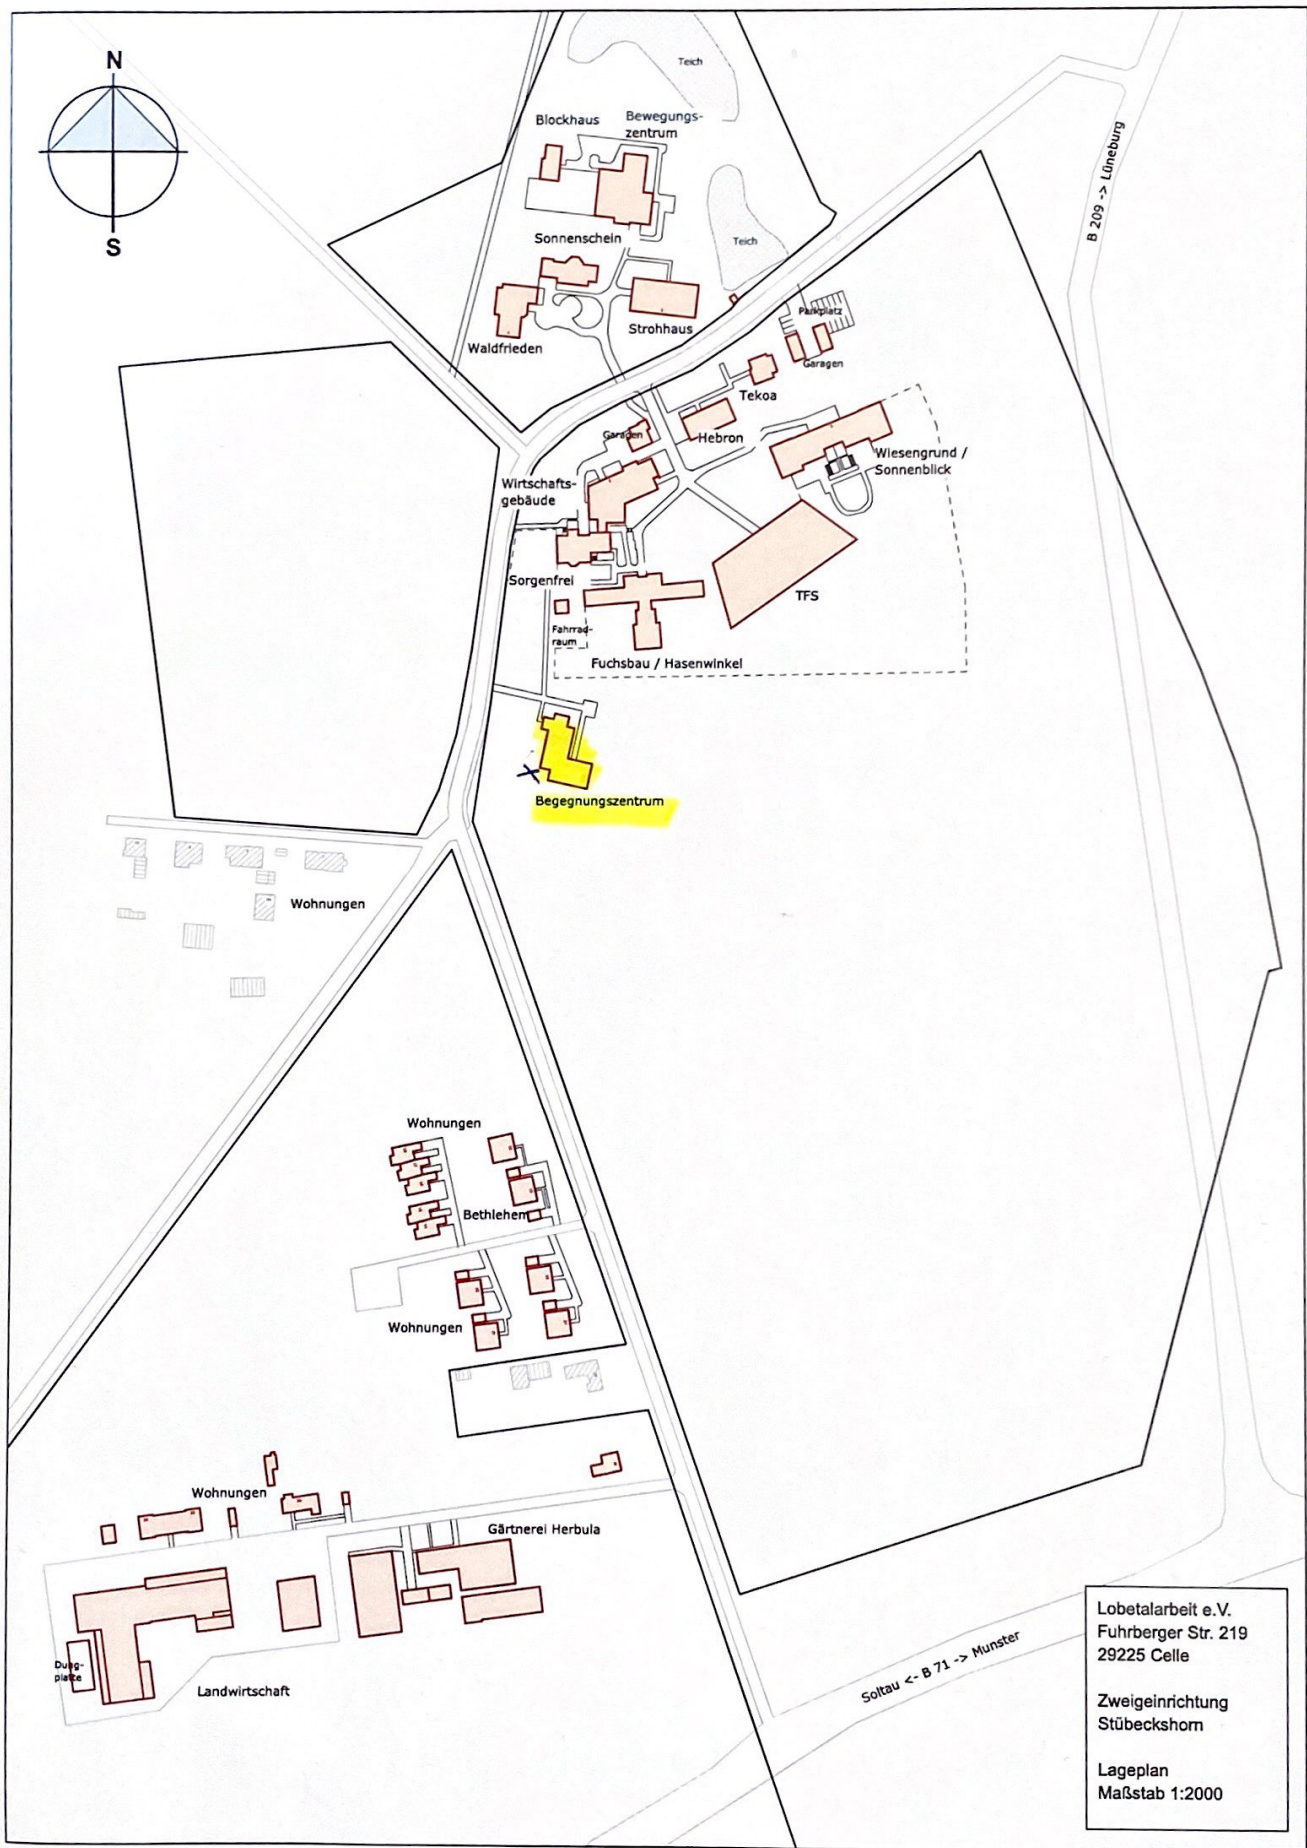 N
S
Teich
Blockhaus
Bewegungs-
zentrum
B 209 -> Lüneburg
Sonnenschein
Teich
Strohhaus
Waldfrieden
Parkplatz
Garagen
Tekoa
Garagen
Hebron
Wiesengrund /
Sonnenblick
Wirtschafts-
gebäude
Sorgenfrei
TFS
Fahrrad-
raum
Fuchsbau / Hasenwinkel
X
Begegnungszentrum
Wohnungen
Wohnungen
Bethlehem
Wohnungen
Wohnungen
Gärtnerei Herbula
Dung-
platze
Landwirtschaft
Soltau <- B 71 -> Munster
Lobetalarbeit e.V.
Fuhrberger Str. 219
29225 Celle
Zweigeinrichtung
Stübeckshorn
Lageplan
Maßstab 1:2000